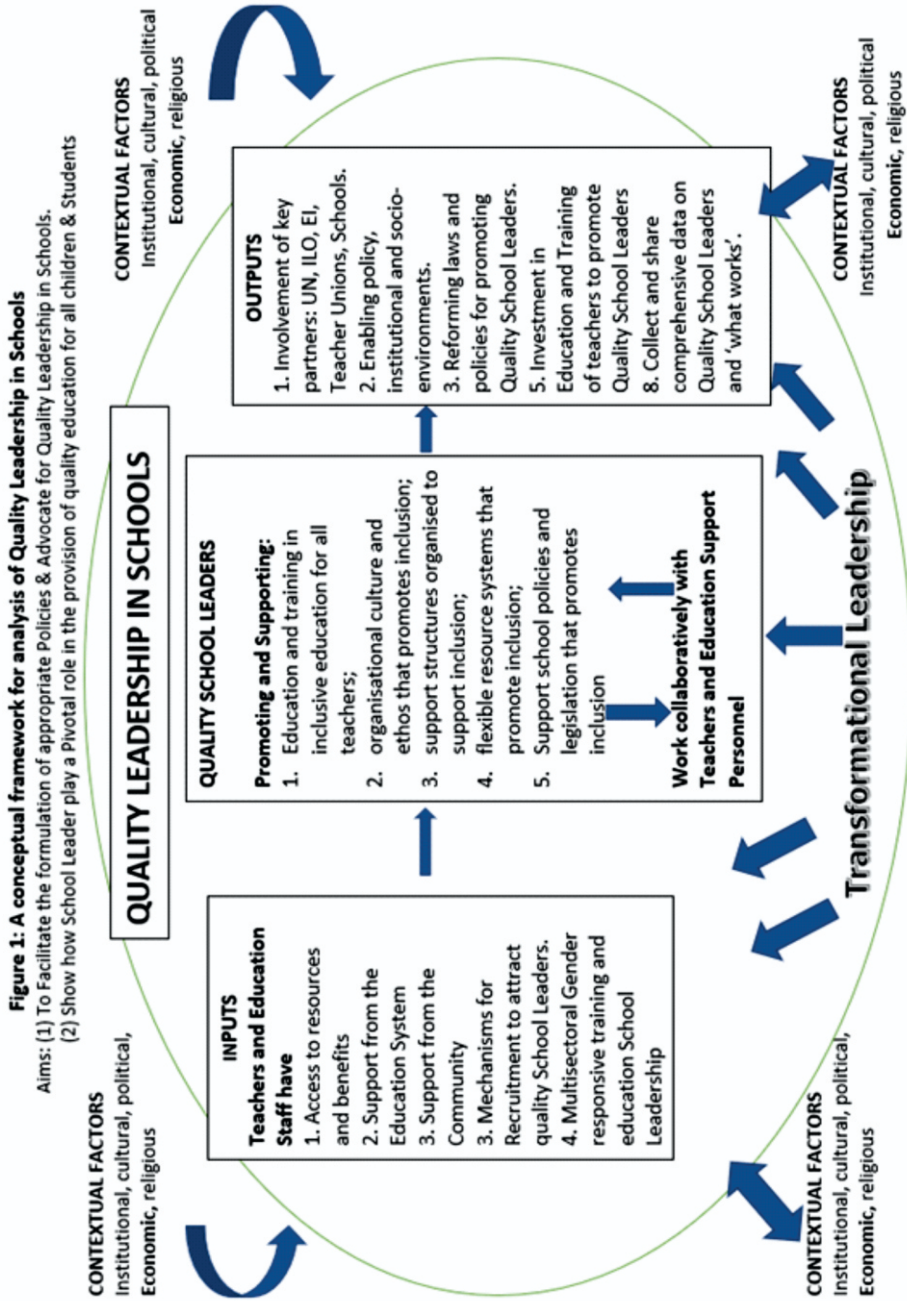 Figure 1: A conceptual framework for analysis of Quality Leadership in Schools
Aims: (1) To Facilitate the formulation of appropriate Policies & Advocate for Quality Leadership in Schools.
(2) Show how School Leader play a Pivotal role in the provision of quality education for all children & Students
CONTEXTUAL FACTORS
Institutional, cultural, political,
Economic, religious
CONTEXTUAL FACTORS
Institutional, cultural, political
Economic, religious
QUALITY LEADERSHIP IN SCHOOLS
INPUTS
Teachers and Education
Staff have
1. Access to resources
and benefits
2. Support from the
Education System
3. Support from the
Community
3. Mechanisms for
Recruitment to attract
quality School Leaders.
4. Multisectoral Gender
responsive training and
education School
Leadership
QUALITY SCHOOL LEADERS
Promoting and Supporting:
1. Education and training in
inclusive education for all
teachers;
2. organisational culture and
ethos that promotes inclusion;
3. support structures organised to
support inclusion;
4. flexible resource systems that
promote inclusion;
5. Support school policies and
legislation that promotes
inclusion
Work collaboratively with
Teachers and Education Support
Personnel
OUTPUTS
1. Involvement of key
partners: UN, ILO, EI,
Teacher Unions, Schools.
2. Enabling policy,
institutional and socio-
environments.
3. Reforming laws and
policies for promoting
Quality School Leaders.
5. Investment in
Education and Training
of teachers to promote
Quality School Leaders
8. Collect and share
comprehensive data on
Quality School Leaders
and ‘what works’.
Transformational Leadership
CONTEXTUAL FACTORS
Institutional, cultural, political,
Economic, religious
CONTEXTUAL FACTORS
Institutional, cultural, political
Economic, religious